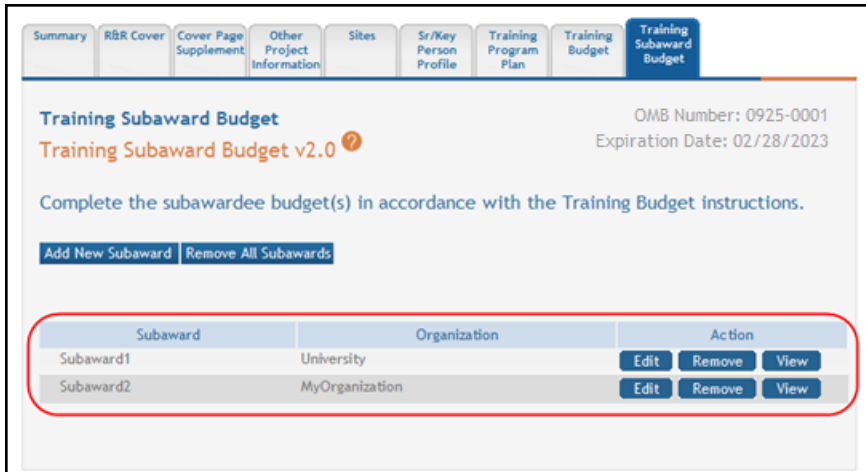 Summary
R&R Cover
Cover Page
Supplement
Other
Project
Information
Sites
Sr/Key
Person
Profile
Training
Program
Plan
Training
Budget
Training
Subaward
Budget
Training Subaward Budget
OMB Number: 0925-0001
Training Subaward Budget v2.0 ?
Expiration Date: 02/28/2023
Complete the subawardee budget(s) in accordance with the Training Budget instructions.
Add New Subaward Remove All Subawards
Subaward Organization Action
Subaward1 University Edit Remove View
Subaward2 MyOrganization Edit Remove View